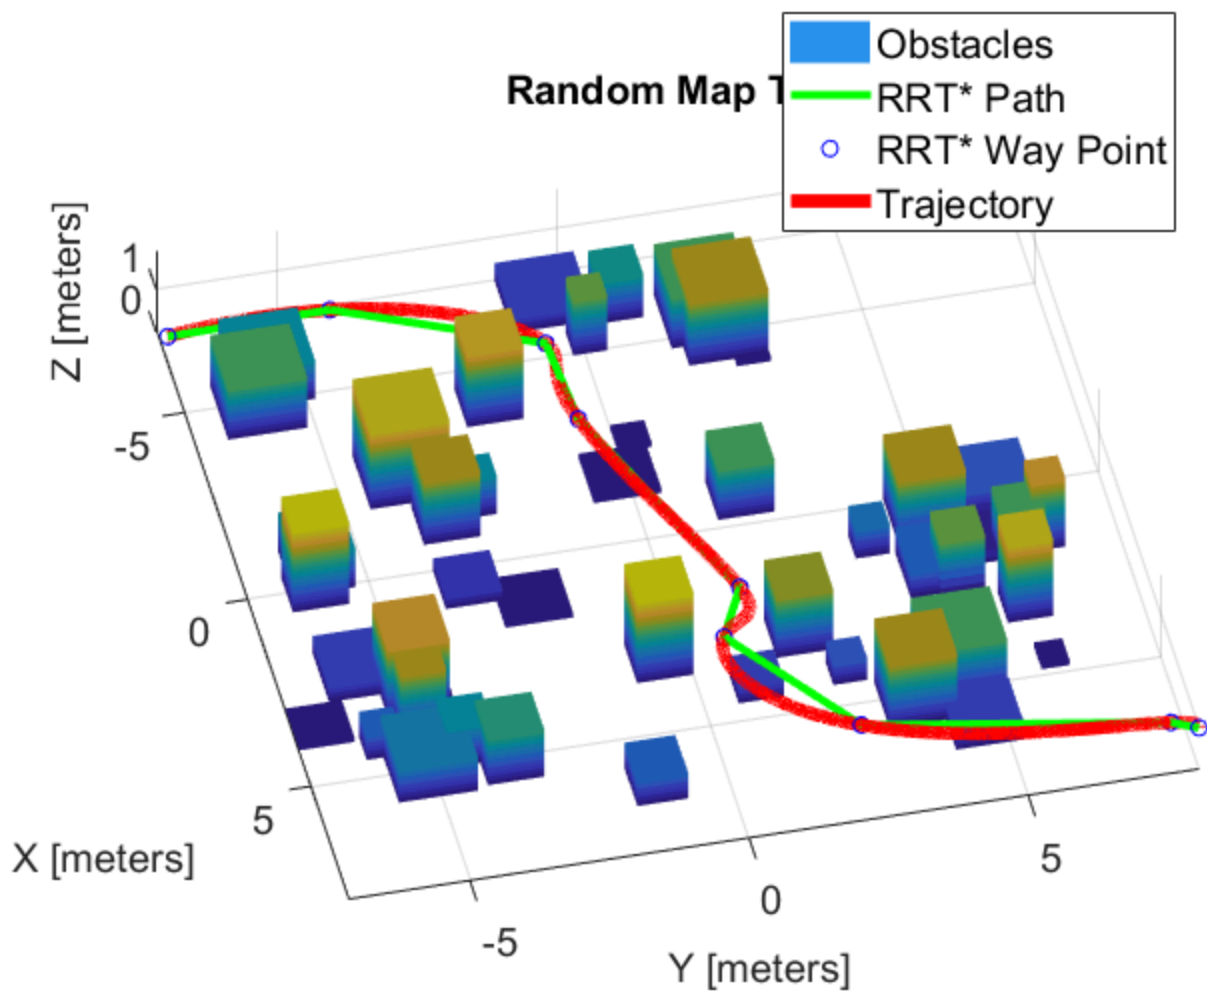 Obstacles
Random Map
RRT* Path
RRT* Way Point
Trajectory
Z [meters]
1
0
-5
0
5
X [meters]
-5
0
5
Y [meters]